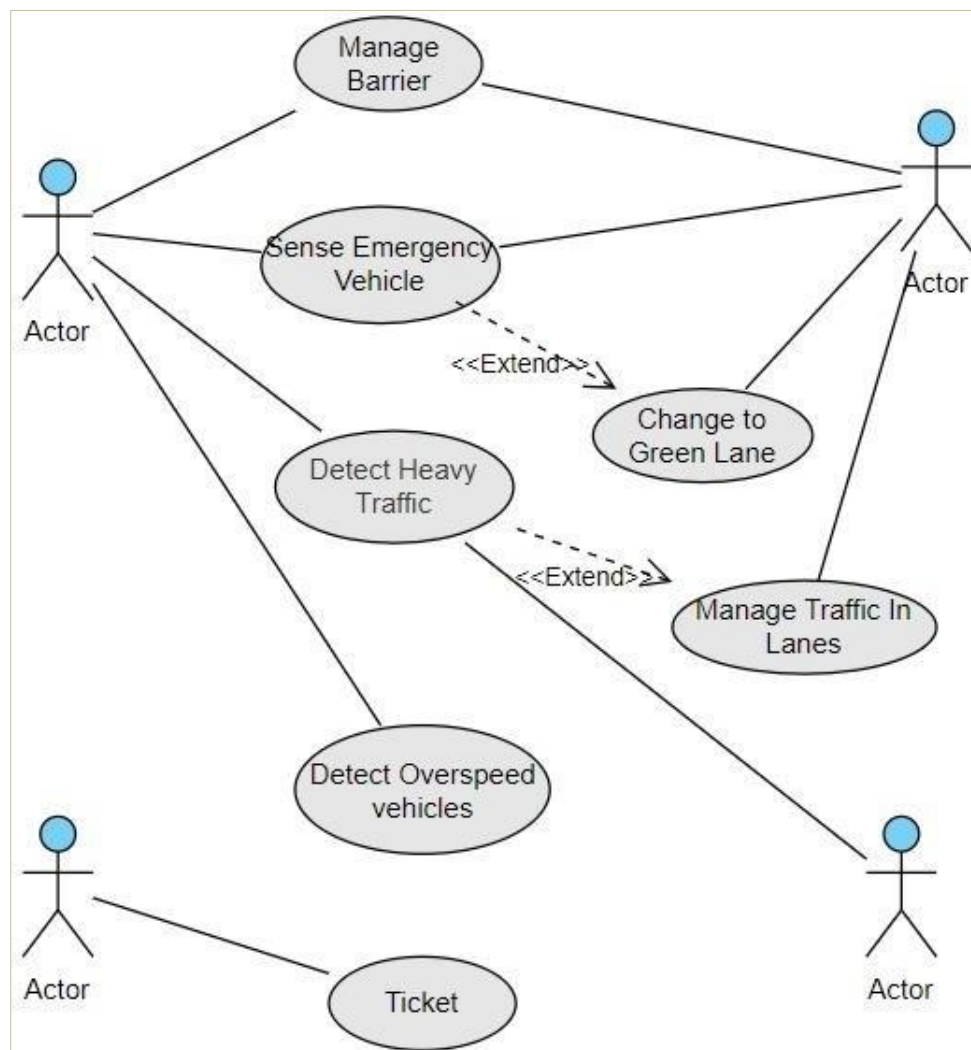 Manage
Barrier
Sense Emergency
Vehicle
Actor
Actor
<<Extend>>
Change to
Green Lane
Detect Heavy
Traffic
<<Extend>>
Manage Traffic In
Lanes
Detect Overspeed
vehicles
Actor
Ticket
Actor